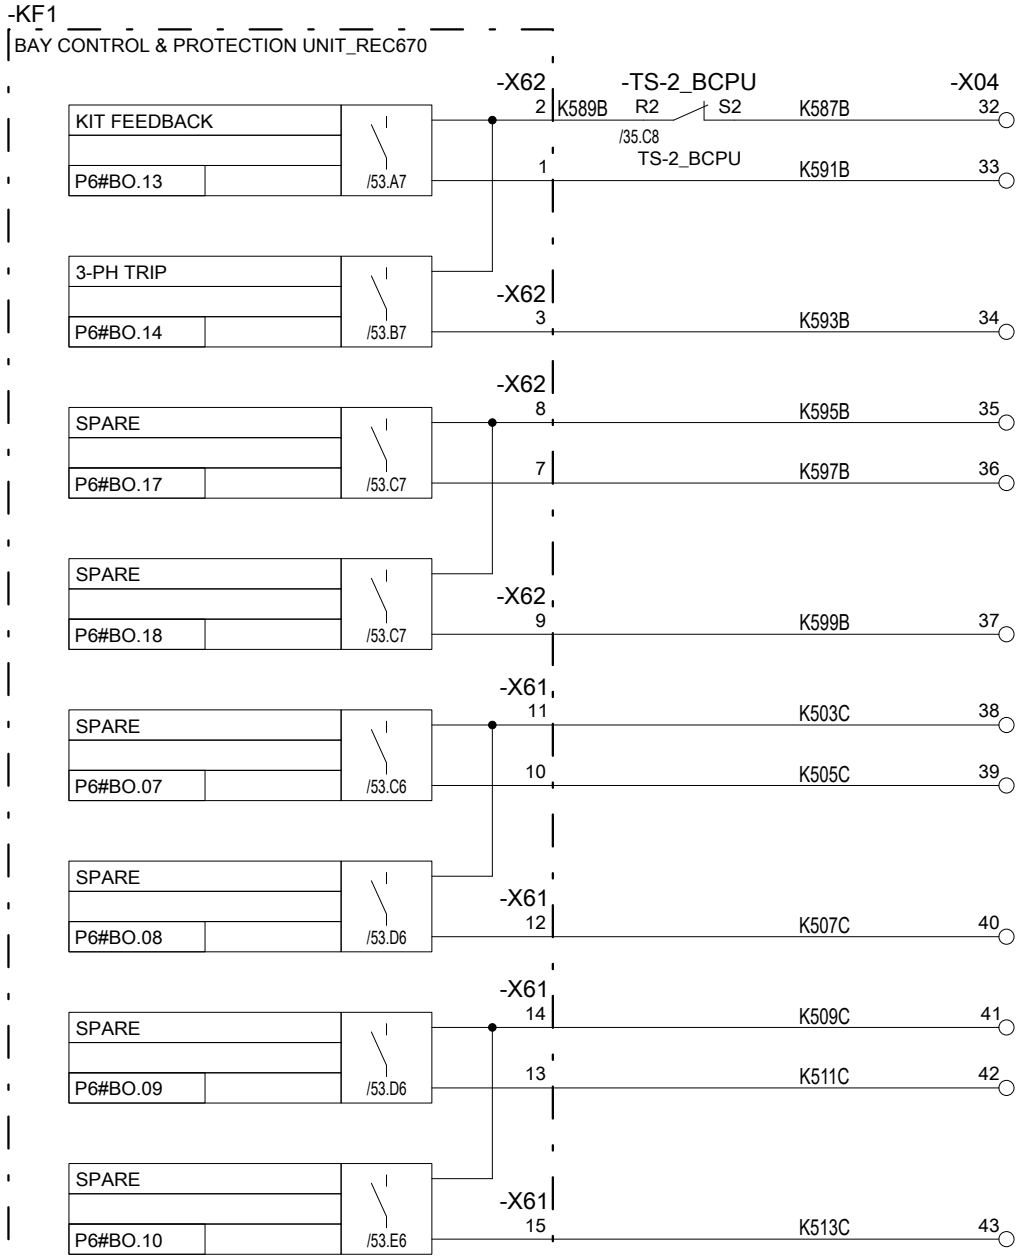 -KF1
BAY CONTROL & PROTECTION UNIT_REC670
-X62 -TS-2_BCPU -X04
KIT FEEDBACK 2 K589B R2 S2 K587B 32
/35.C8
TS-2_BCPU
P6#BO.13 /53.A7 1 K591B 33
3-PH TRIP
-X62
P6#BO.14 /53.B7 3 K593B 34
-X62
SPARE 8 K595B 35
P6#BO.17 /53.C7 7 K597B 36
SPARE
-X62
P6#BO.18 /53.C7 9 K599B 37
-X61
SPARE 11 K503C 38
P6#BO.07 /53.C6 10 K505C 39
SPARE
-X61
P6#BO.08 /53.D6 12 K507C 40
-X61
SPARE 14 K509C 41
P6#BO.09 /53.D6 13 K511C 42
SPARE
-X61
P6#BO.10 /53.E6 15 K513C 43